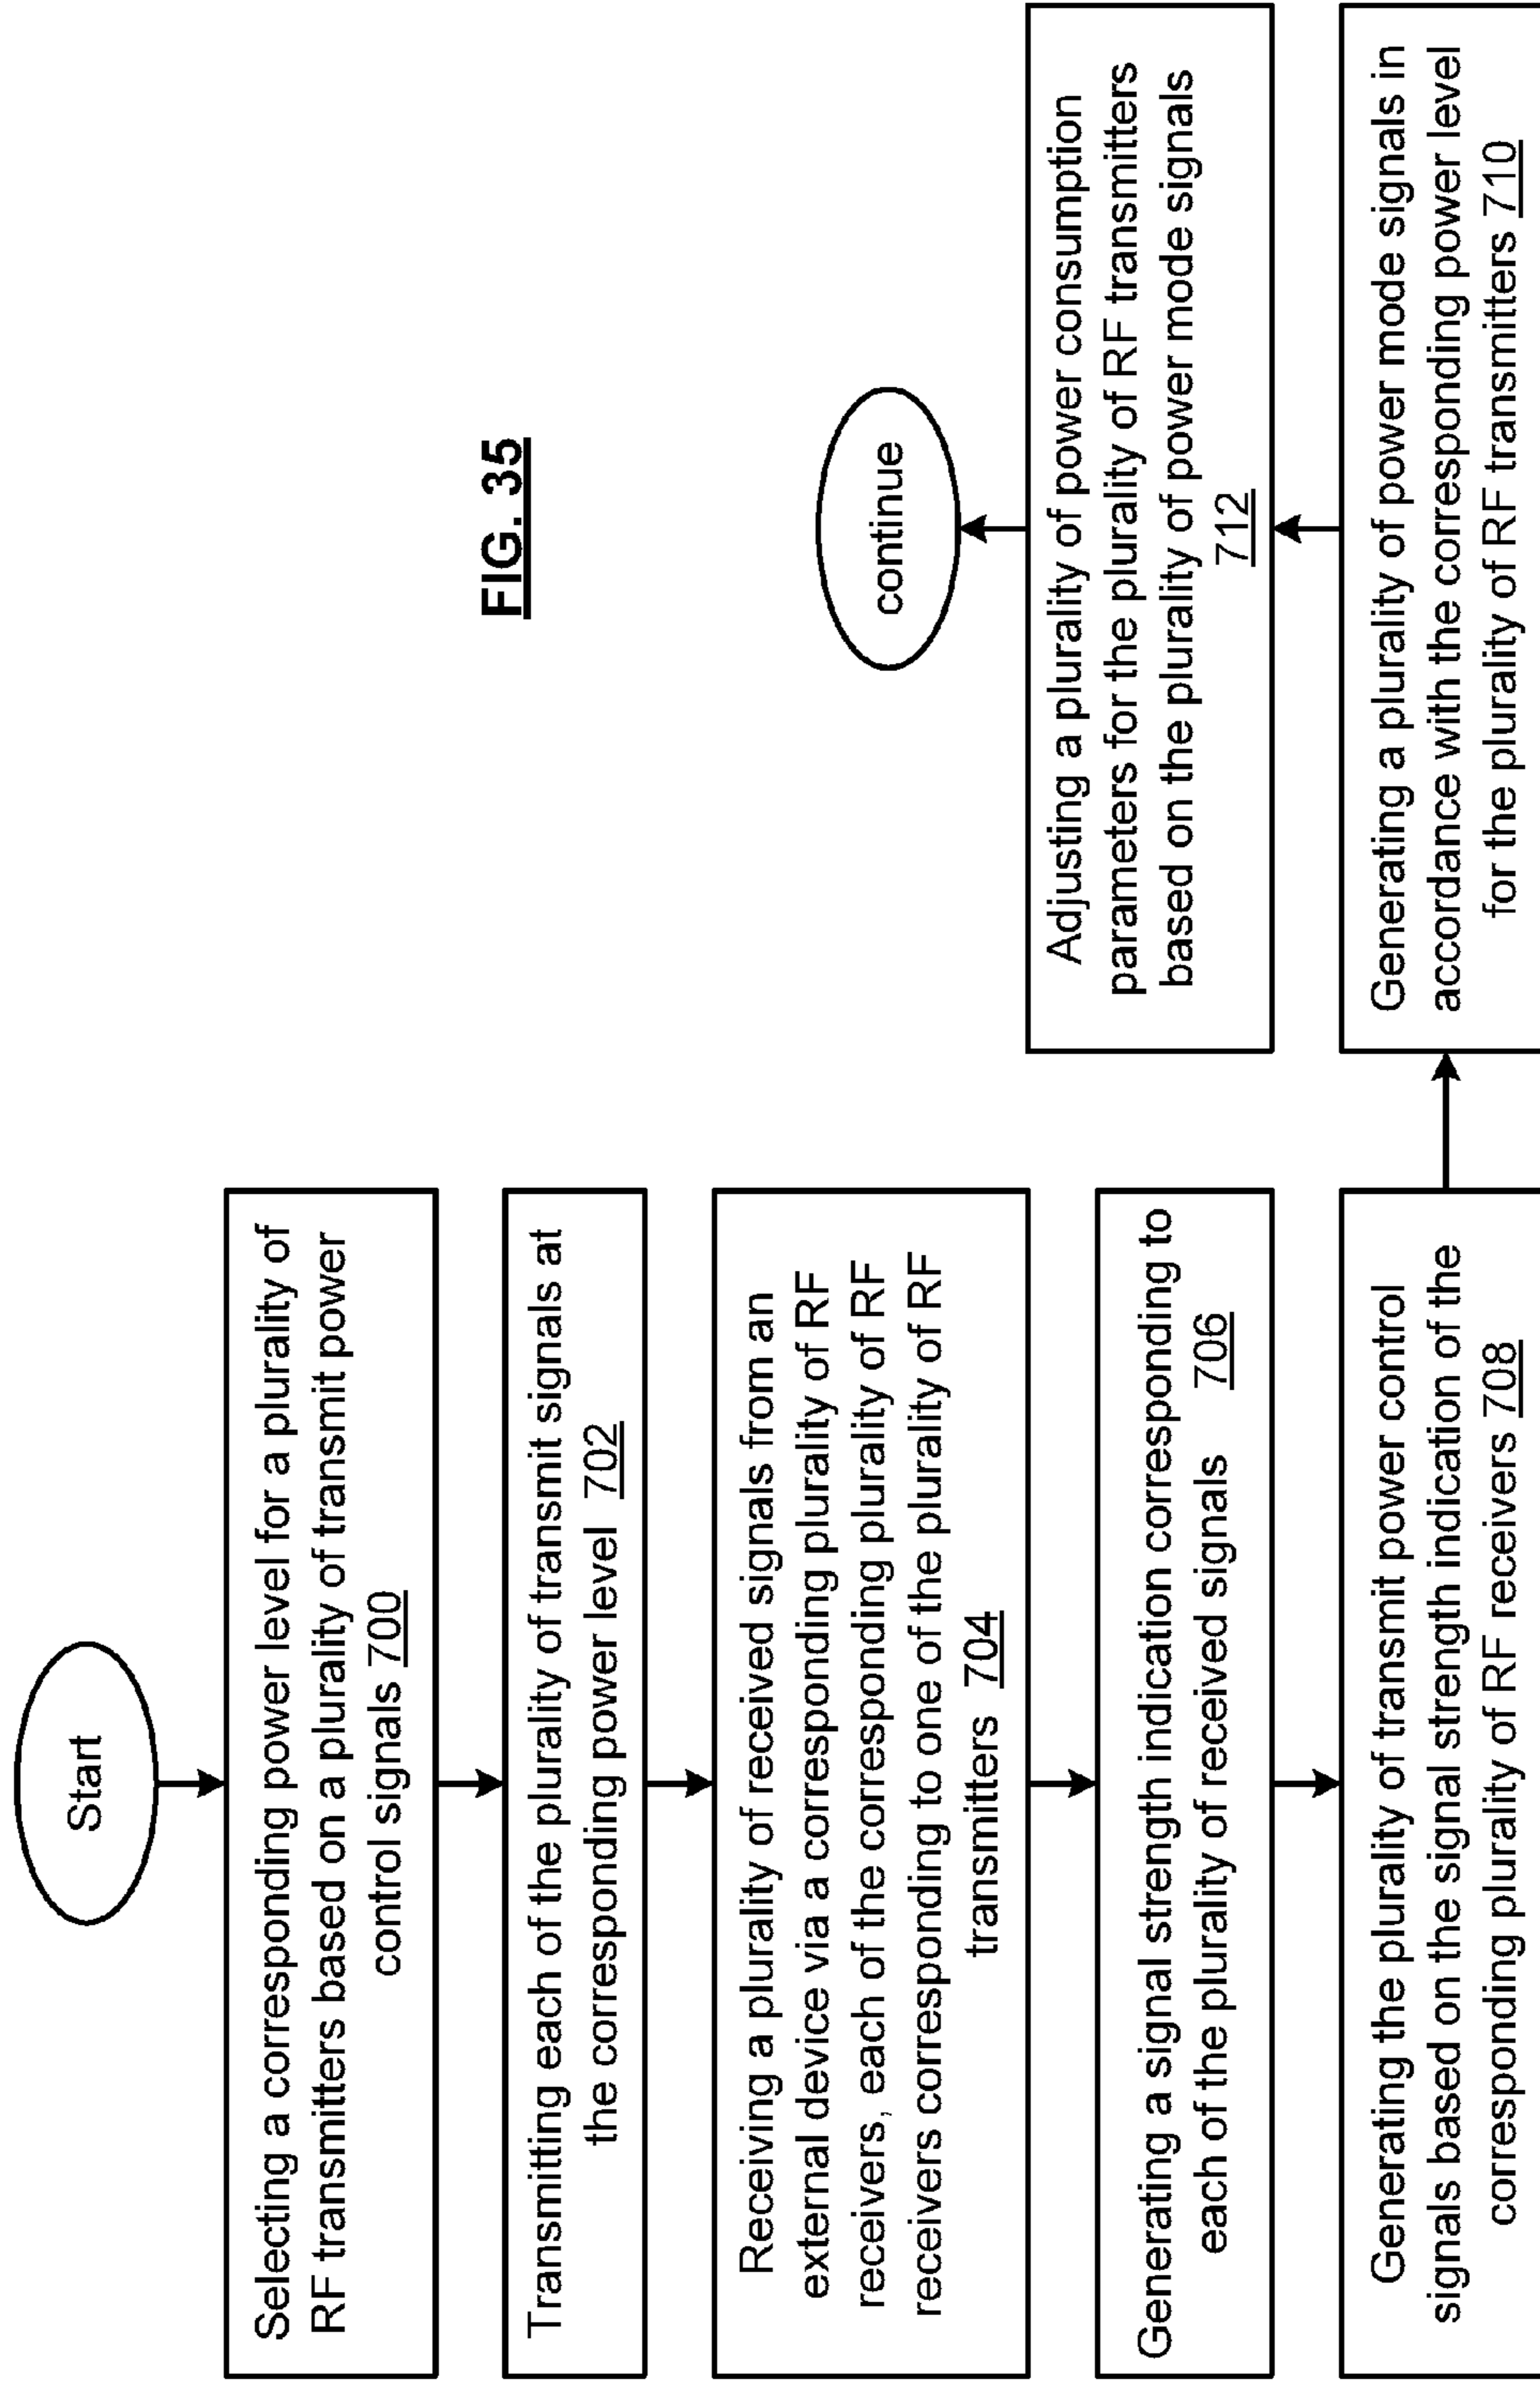 Start
Selecting a corresponding power level for a plurality of
RF transmitters based on a plurality of transmit power
control signals 700
Transmitting each of the plurality of transmit signals at
the corresponding power level 702
Receiving a plurality of received signals from an
external device via a corresponding plurality of RF
receivers, each of the corresponding plurality of RF
receivers corresponding to one of the plurality of RF
transmitters 704
Generating a signal strength indication corresponding to
each of the plurality of received signals 706
Generating the plurality of transmit power control
signals based on the signal strength indication of the
corresponding plurality of RF receivers 708
Generating a plurality of power mode signals in
accordance with the corresponding power level
for the plurality of RF transmitters 710
Adjusting a plurality of power consumption
parameters for the plurality of RF transmitters
based on the plurality of power mode signals
712
continue
FIG. 35